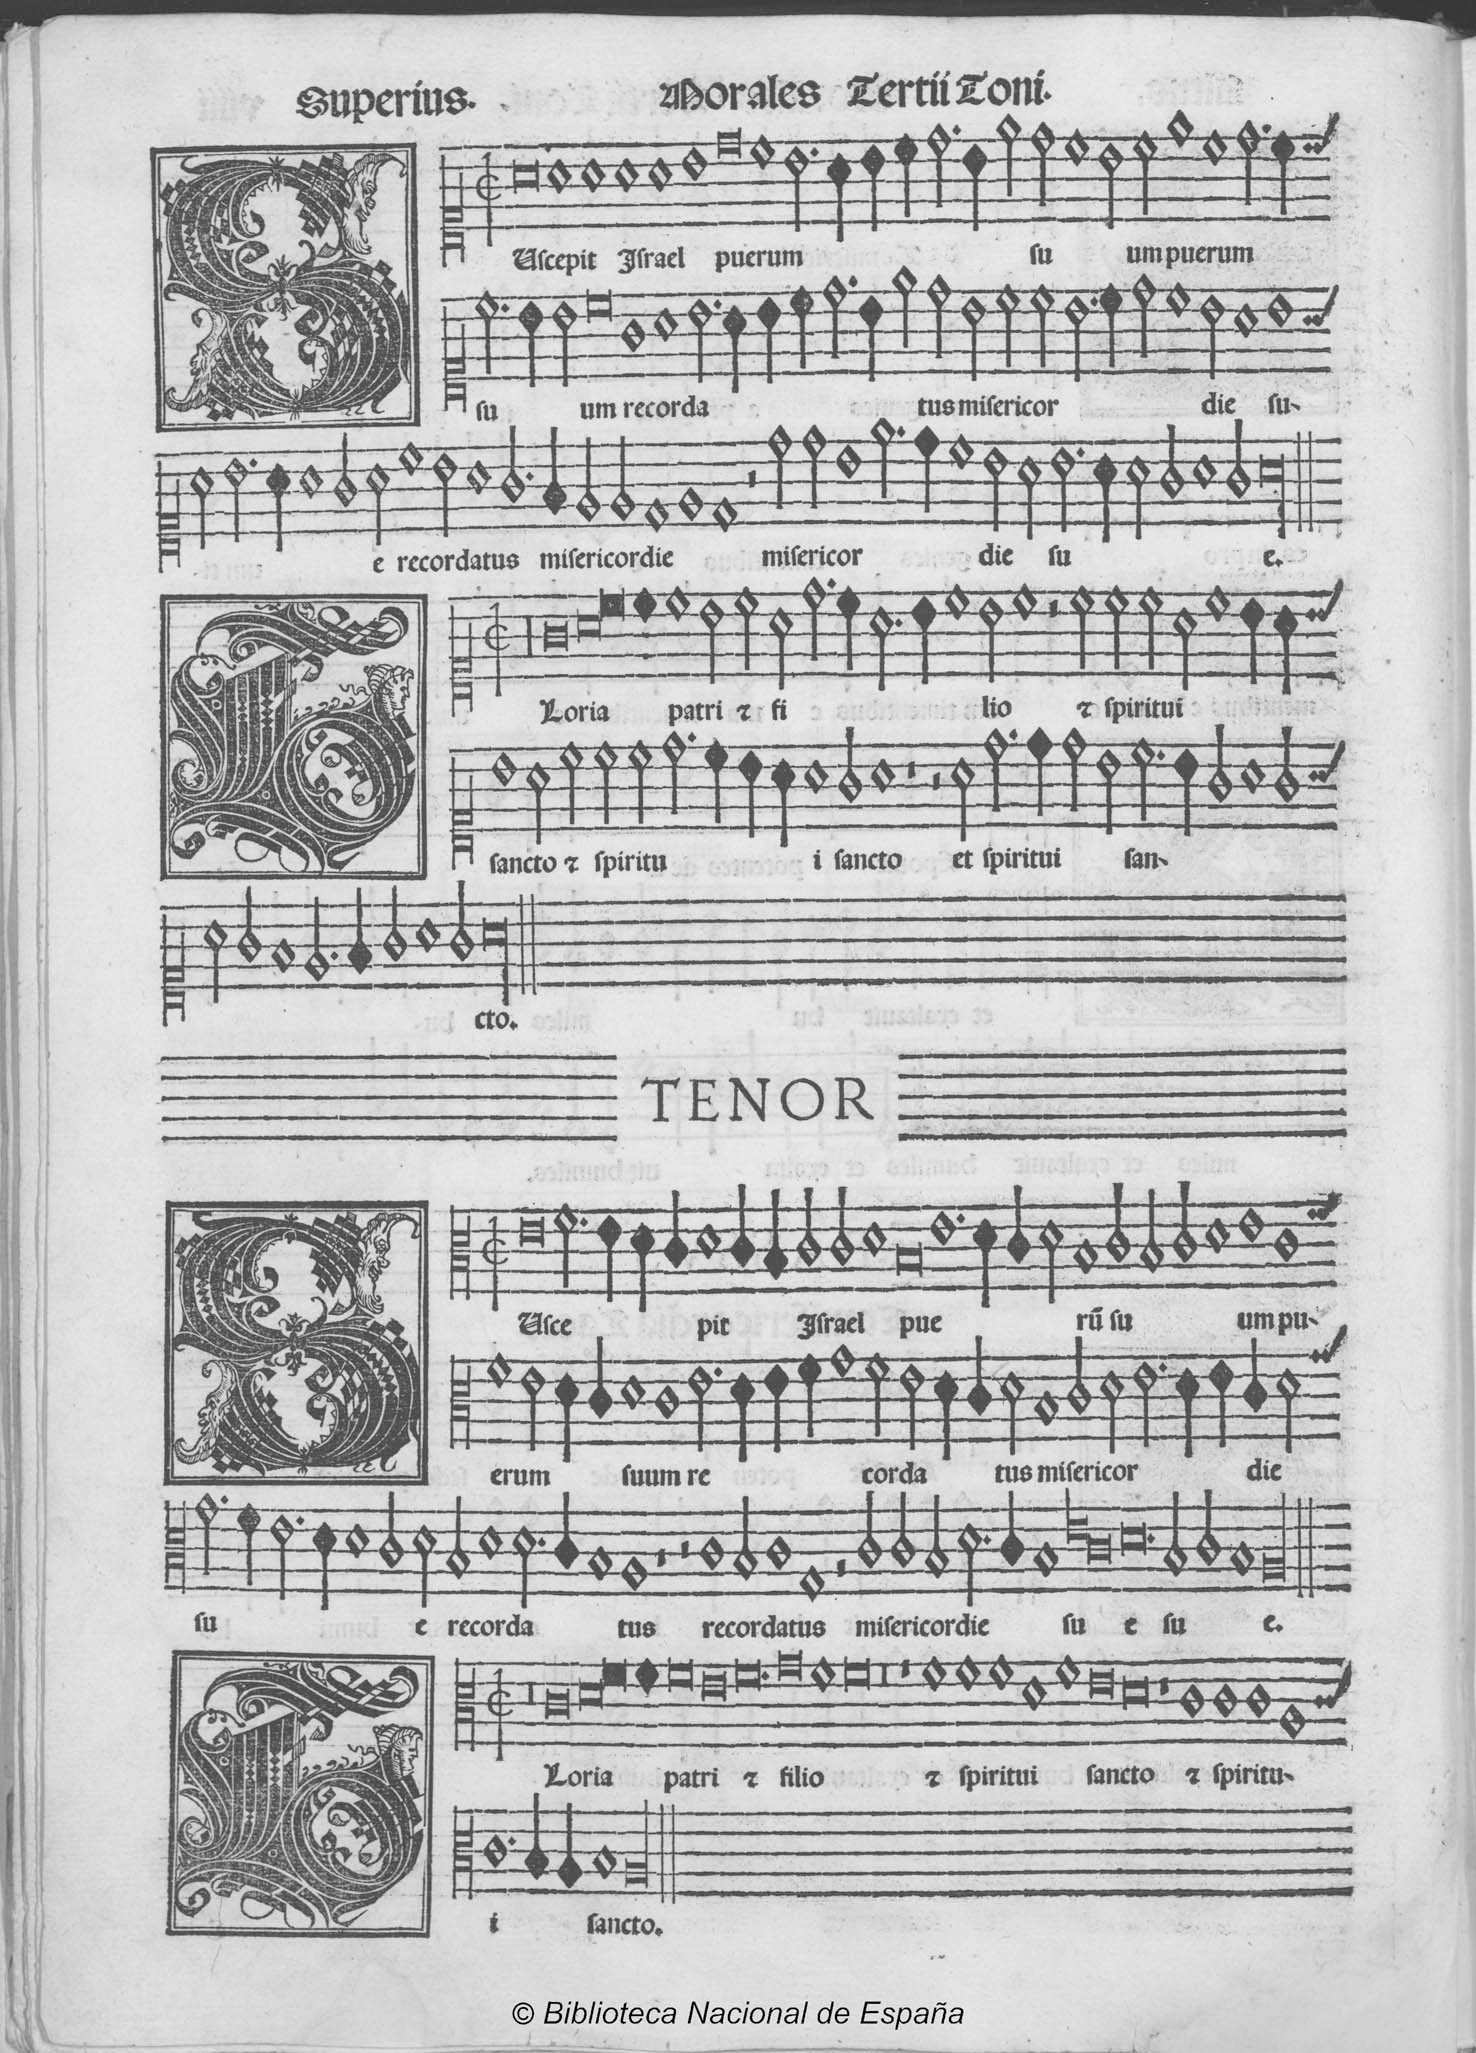 Superius. Morales Tertii Toni.
S
Uſcepit Iſrael puerum ſu um puerum
ſu um recorda tus miſericor die ſu-
e recordatus miſericordie miſericor die ſu e.
G
Loria patri ⁊ fi lio ⁊ ſpiritui
ſancto ⁊ ſpiritu i ſancto et ſpiritui ſan-
cto.
TENOR
S
Uſce pit Iſrael pue rū ſu um pu-
erum ſuum re corda tus miſericor die
ſu e recorda tus recordatus miſericordie ſu e ſu e.
G
Loria patri ⁊ filio ⁊ ſpiritui ſancto ⁊ ſpiritu-
i ſancto.
© Biblioteca Nacional de España